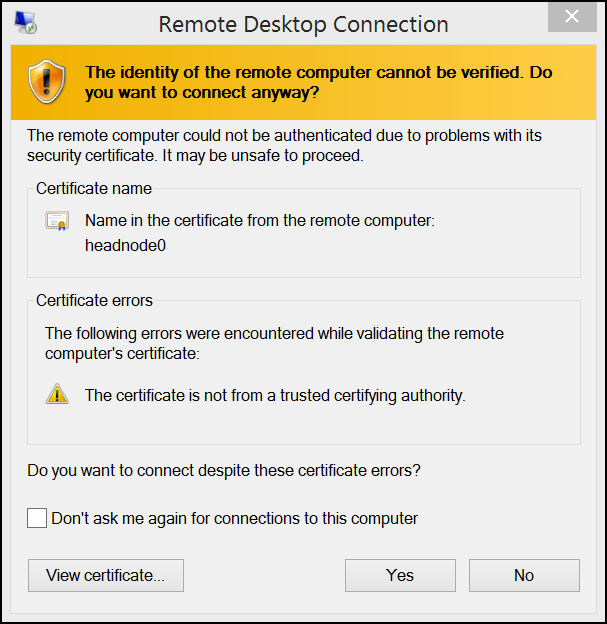 Remote Desktop Connection
The identity of the remote computer cannot be verified. Do
you want to connect anyway?
The remote computer could not be authenticated due to problems with its
security certificate. It may be unsafe to proceed.
Certificate name
Name in the certificate from the remote computer:
headnode0
Certificate errors
The following errors were encountered while validating the remote
computer's certificate:
The certificate is not from a trusted certifying authority.
Do you want to connect despite these certificate errors?
Don't ask me again for connections to this computer
View certificate...
Yes
No